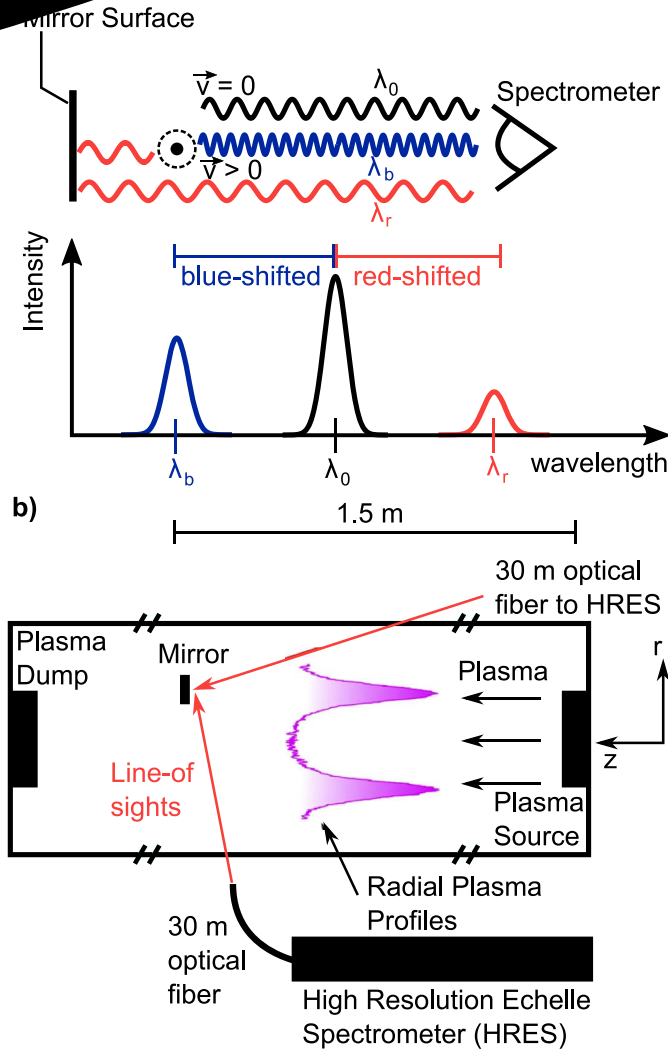 Mirror Surface
v = 0
λ0
Spectrometer
v > 0
λb
λr
Intensity
blue-shifted
red-shifted
λb
λ0
λr
wavelength
b)
1.5 m
30 m optical
fiber to HRES
Plasma
Dump
Mirror
Plasma
r
z
Line-of
sights
Plasma
Source
Radial Plasma
Profiles
30 m
optical
fiber
High Resolution Echelle
Spectrometer (HRES)